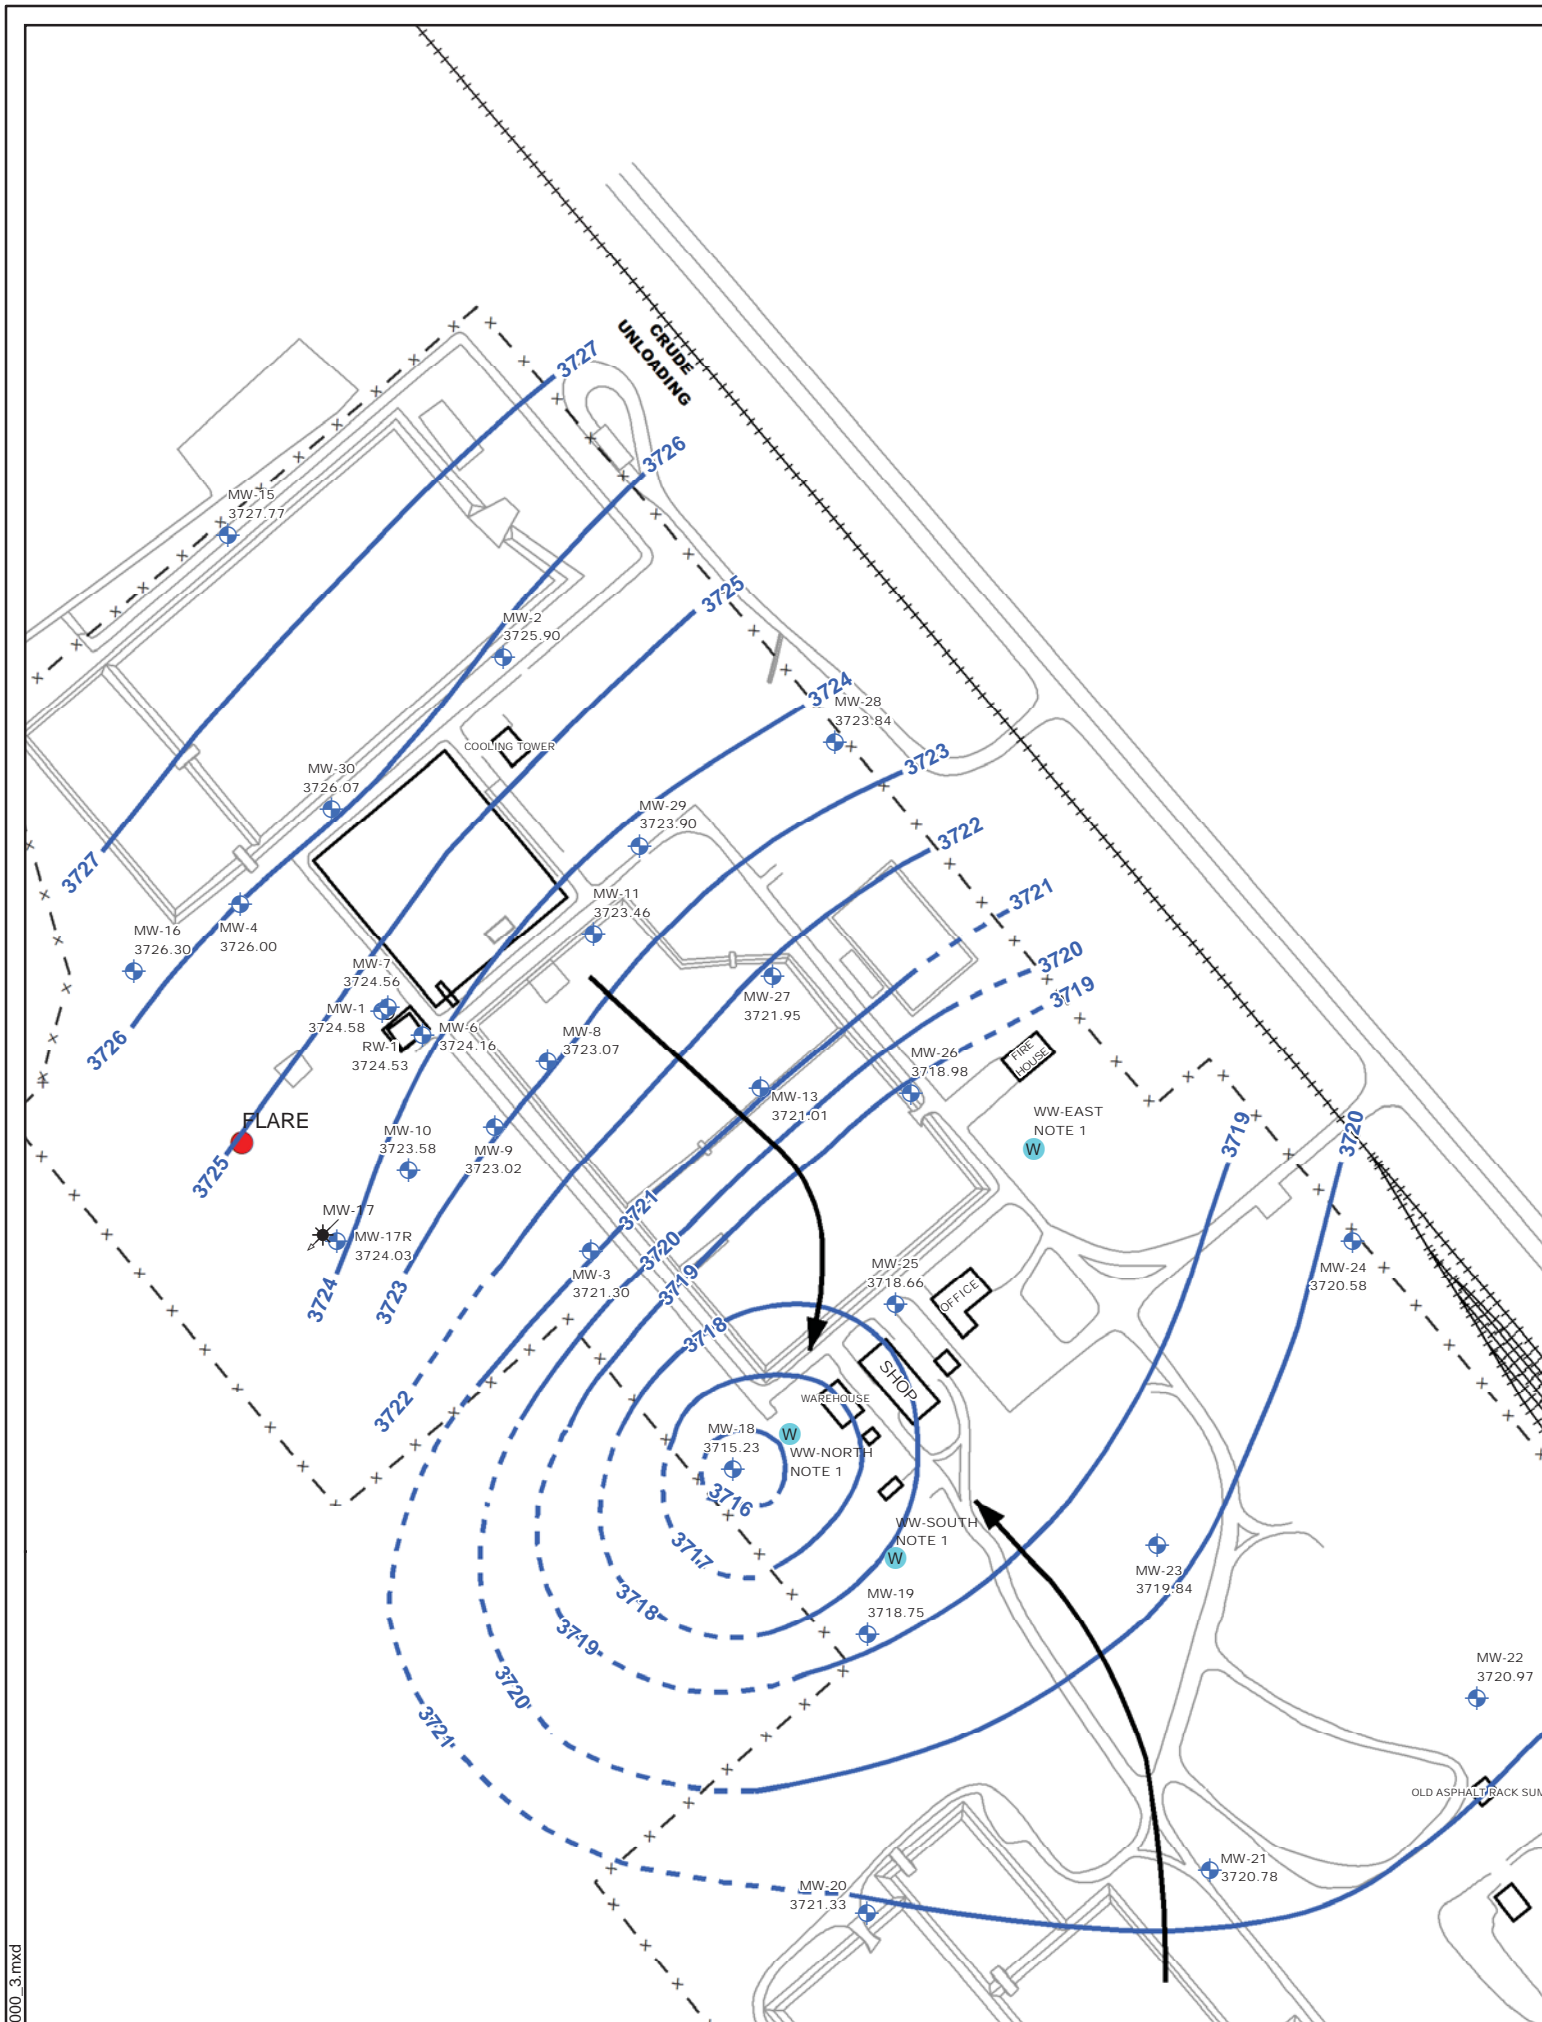 3727
CRUDE
UNLOADING
3726
MW-15
3727.77
3725
MW-2
3725.90
3724
MW-28
3723.84
COOLING TOWER
3723
MW-30
3726.07
MW-29
3723.90
3722
3727
MW-11
3723.46
3721
MW-16
3726.30
MW-4
3726.00
3720
MW-7
3724.56
3719
MW-27
3721.95
MW-1
3724.58
MW-6
3724.16
MW-8
3723.07
3726
RW-1
3724.53
MW-26
3718.98
FIRE
HOUSE
MW-13
3721.01
FLARE
WW-EAST
NOTE 1
W
3719
3720
MW-10
3723.58
MW-9
3723.02
3725
MW-17
MW-17R
3724.03
3721
3720
3719
MW-3
3721.30
MW-25
3718.66
MW-24
3720.58
3724
3723
OFFICE
3718
SHOP
WAREHOUSE
3722
MW-18
3715.23
W
WW-NORTH
NOTE 1
3716
WW-SOUTH
NOTE 1
W
3717
MW-23
3719.84
MW-19
3718.75
3718
3719
MW-22
3720.97
3720
3721
OLD ASPHALT RACK SUM
MW-21
3720.78
MW-20
3721.33
000_3.mxd